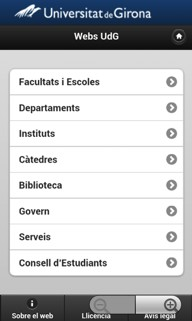 Universitat de Girona
Webs UdG
Facultats i Escoles
Departaments
Instituts
Càtedres
Biblioteca
Govern
Serveis
Consell d'Estudiants
Sobre el web
Llicència
Avís legal